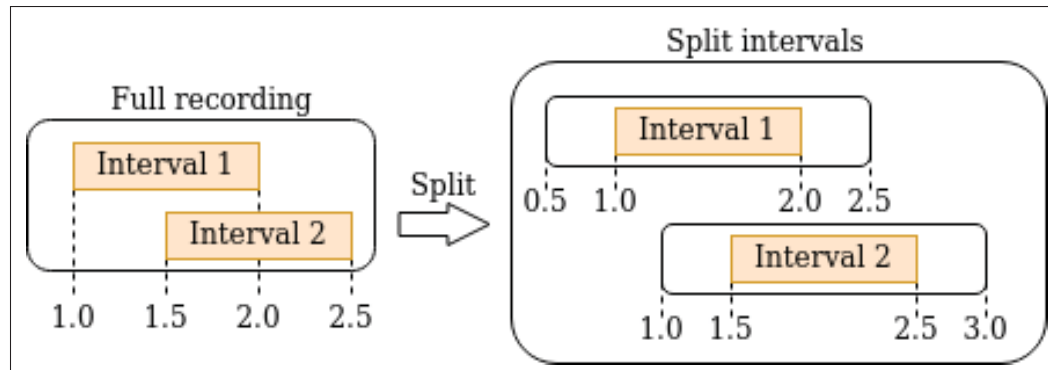 Full recording
Interval 1
Interval 2
1.0 1.5 2.0 2.5
Split
Split intervals
Interval 1
0.5 1.0 2.0 2.5
Interval 2
1.0 1.5 2.5 3.0